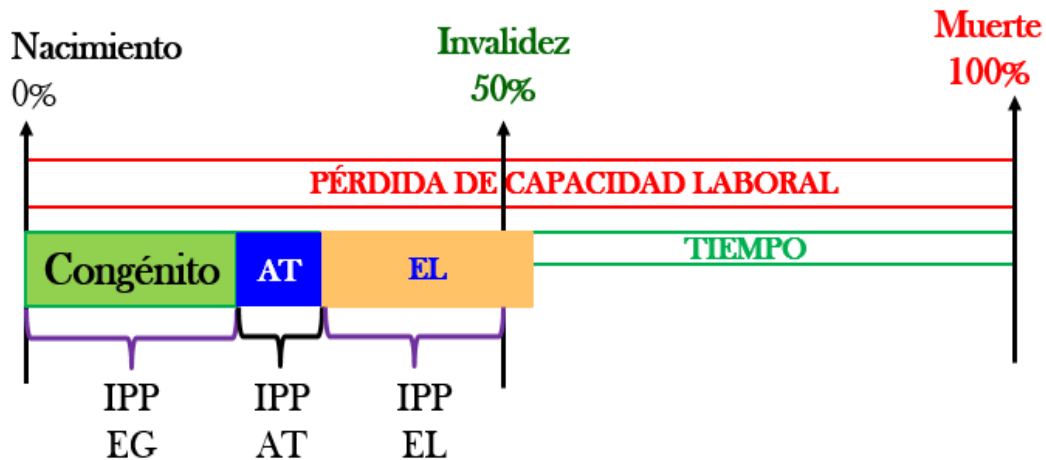 Nacimiento
0%
Invalidez
50%
Muerte
100%
PÉRDIDA DE CAPACIDAD LABORAL
TIEMPO
Congénito
AT
EL
IPP
EG
IPP
AT
IPP
EL